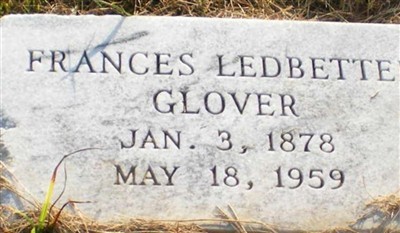 FRANCES LEDBETTE
GLOVER
JAN. 3, 1878
MAY 18, 1959